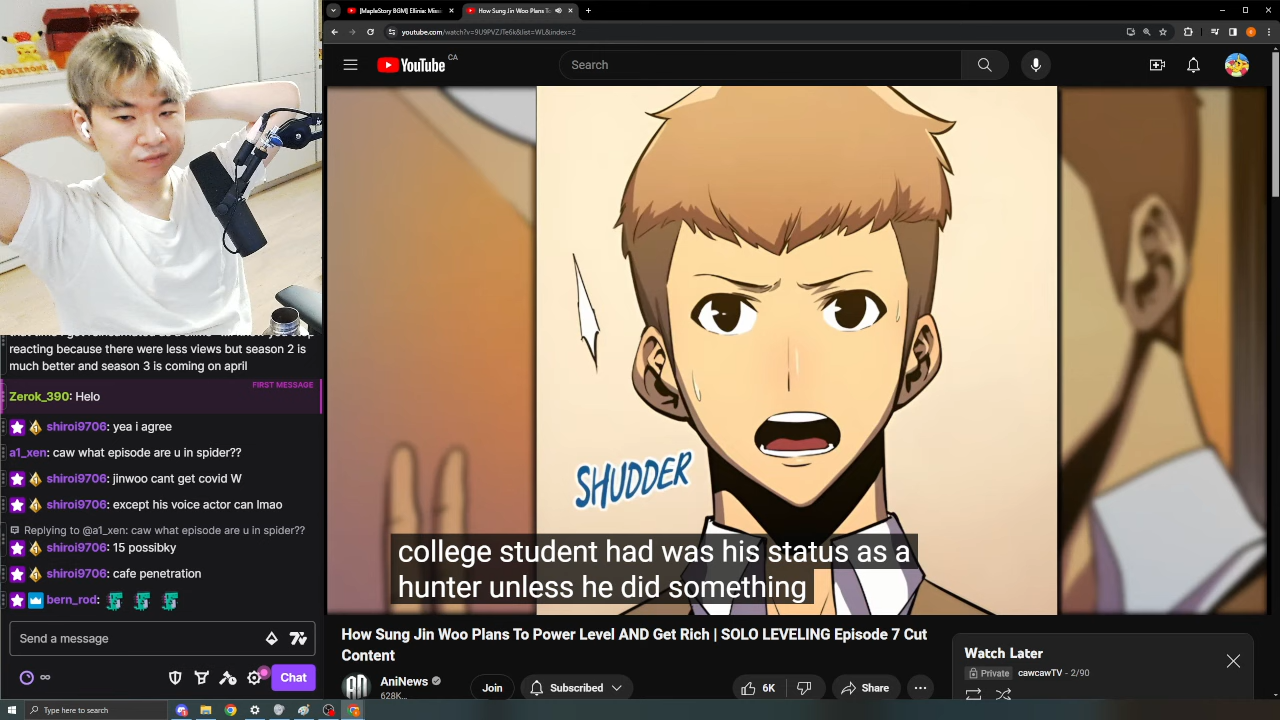 [MapleStory BGM] Ellinia: Missi
How Sung Jin Woo Plans T
youtube.com/watch?v=9U9PVZJTe6k&list=WL&index=2
YouTube CA
Search
SHUDDER
college student had was his status as a
hunter unless he did something
How Sung Jin Woo Plans To Power Level AND Get Rich | SOLO LEVELING Episode 7 Cut
Content
AniNews
628K...
Join
Subscribed
6K
Share
Watch Later
Private cawcawTV - 2/90
reacting because there were less views but season 2 is
much better and season 3 is coming on april
FIRST MESSAGE
Zerok_390: Helo
shiroi9706: yea i agree
a1_xen: caw what episode are u in spider??
shiroi9706: jinwoo cant get covid W
shiroi9706: except his voice actor can lmao
Replying to @a1_xen: caw what episode are u in spider??
shiroi9706: 15 possibky
shiroi9706: cafe penetration
bern_rod:
Send a message
Chat
Type here to search